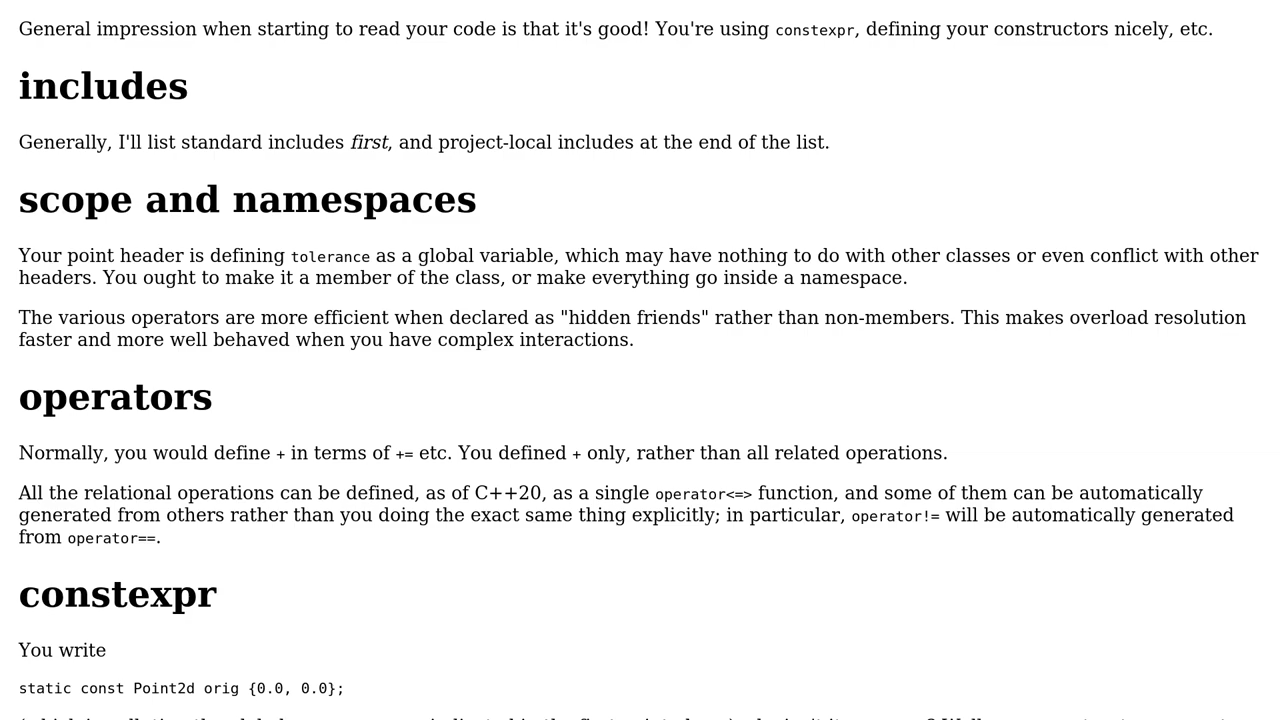 General impression when starting to read your code is that it's good! You're using constexpr, defining your constructors nicely, etc.
includes
Generally, I'll list standard includes first, and project-local includes at the end of the list.
scope and namespaces
Your point header is defining tolerance as a global variable, which may have nothing to do with other classes or even conflict with other
headers. You ought to make it a member of the class, or make everything go inside a namespace.
The various operators are more efficient when declared as "hidden friends" rather than non-members. This makes overload resolution
faster and more well behaved when you have complex interactions.
operators
Normally, you would define + in terms of += etc. You defined + only, rather than all related operations.
All the relational operations can be defined, as of C++20, as a single operator<=> function, and some of them can be automatically
generated from others rather than you doing the exact same thing explicitly; in particular, operator!= will be automatically generated
from operator==.
constexpr
You write
static const Point2d orig {0.0, 0.0};